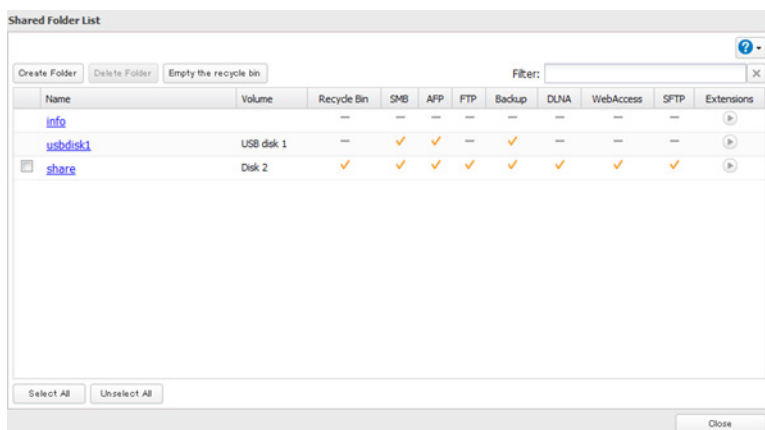 Shared Folder List
Create Folder Delete Folder Empty the recycle bin Filter:
Name Volume Recycle Bin SMB AFP FTP Backup DLNA WebAccess SFTP Extensions
info
usbdisk1 USB disk 1
share Disk 2
Select All Unselect All
Close